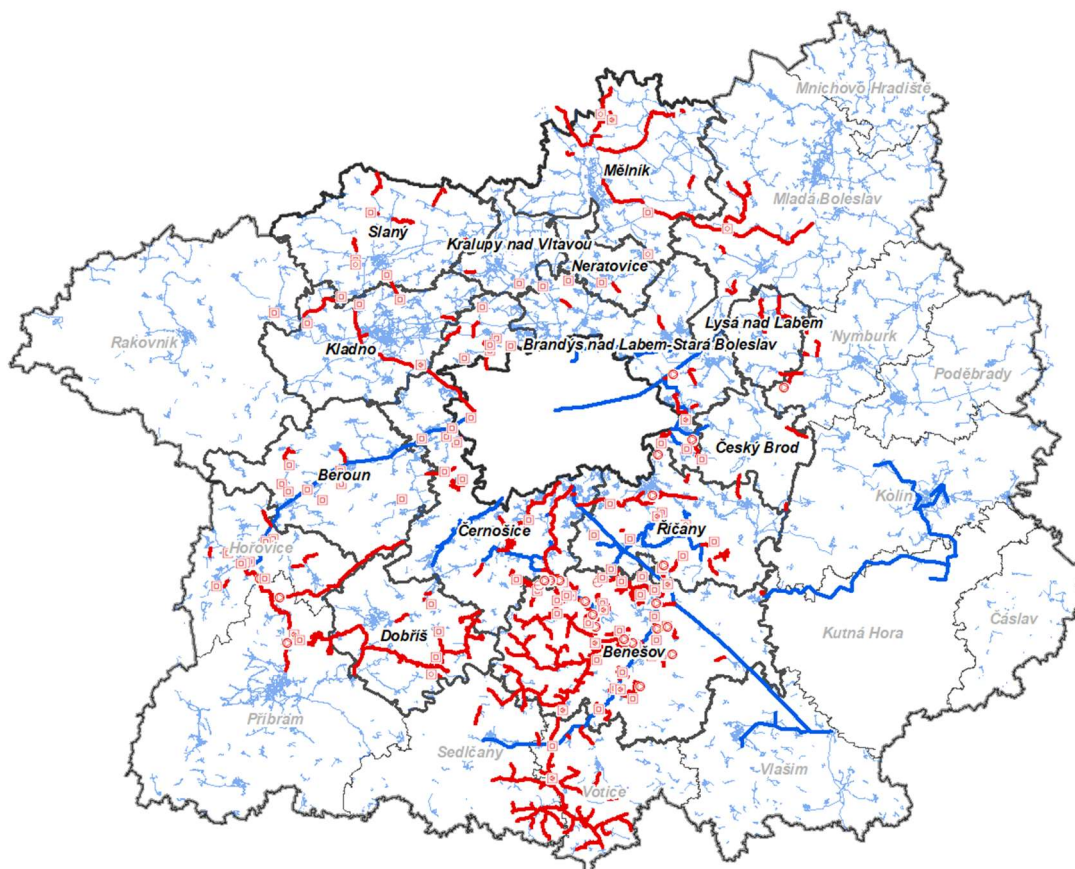 Mnichovo Hradiště
Mělník
Mladá Boleslav
Slaný
Kralupy nad Vltavou
Neratovice
Lysá nad Labem
Rakovník
Kladno
Brandýs nad Labem-Stará Boleslav
Nymburk
Poděbrady
Český Brod
Beroun
Kolín
Černošice
Říčany
Hořovice
Čáslav
Dobříš
Kutná Hora
Benešov
Příbram
Sedlčany
Vlašim
Votice